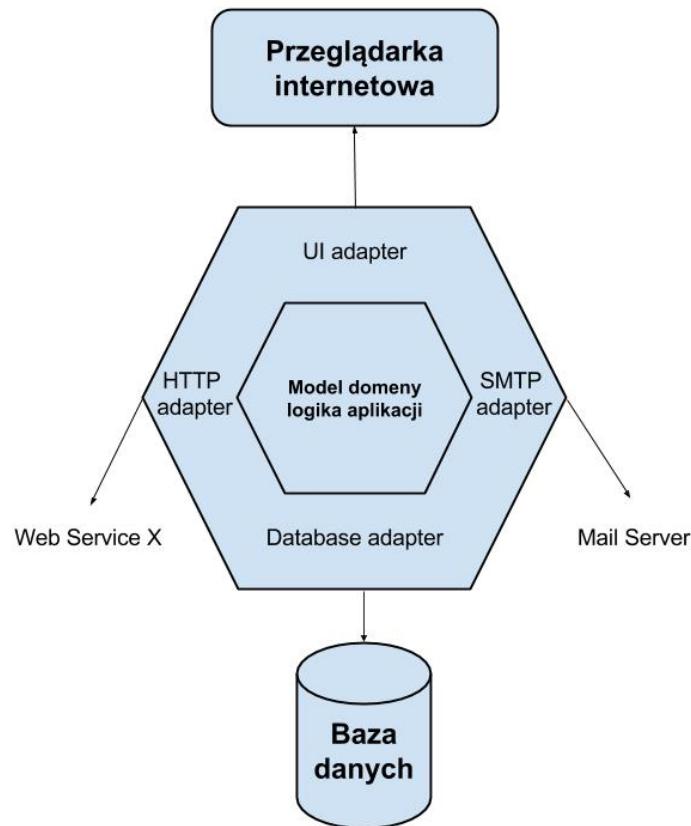 Przeglądarka
internetowa
UI adapter
HTTP
adapter
Model domeny
logika aplikacji
SMTP
adapter
Web Service X
Database adapter
Mail Server
Baza
danych